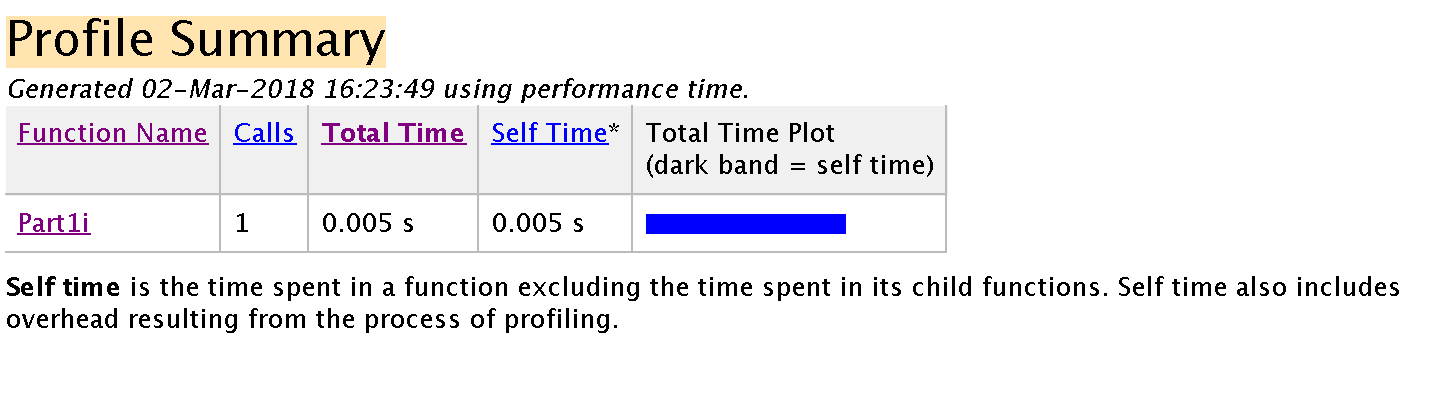 Profile Summary
Generated 02-Mar-2018 16:23:49 using performance time.
Function Name Calls Total Time Self Time* Total Time Plot
(dark band = self time)
Part1i 1 0.005 s 0.005 s
Self time is the time spent in a function excluding the time spent in its child functions. Self time also includes
overhead resulting from the process of profiling.